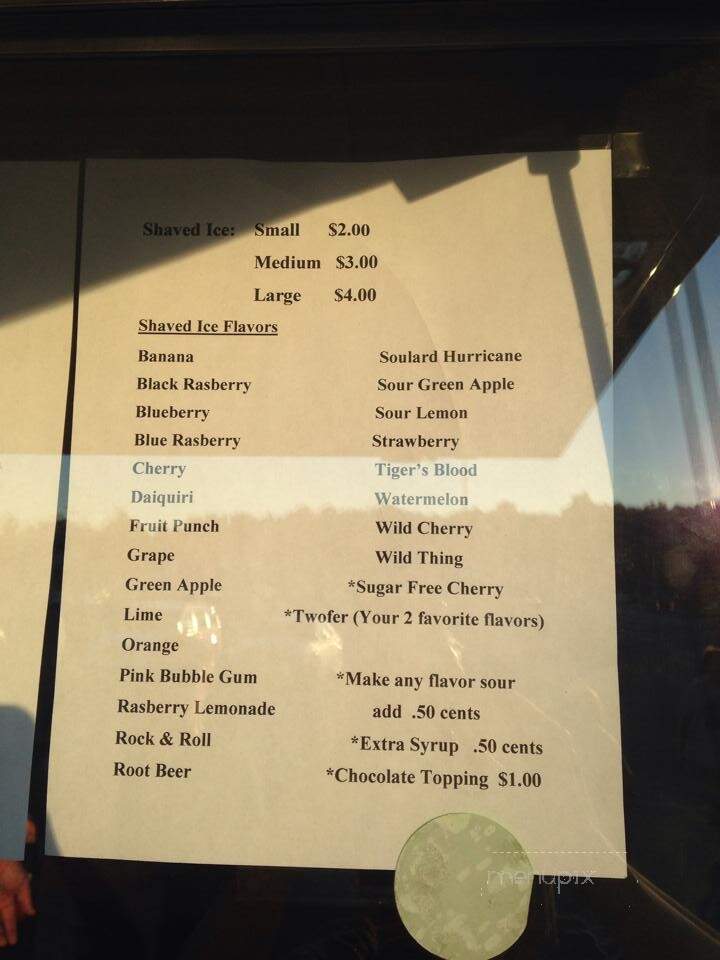 Shaved Ice: Small $2.00
Medium $3.00
Large $4.00
Shaved Ice Flavors
Banana
Black Rasberry
Blueberry
Blue Rasberry
Cherry
Daiquiri
Fruit Punch
Grape
Green Apple
Lime
Orange
Pink Bubble Gum
Rasberry Lemonade
Rock & Roll
Root Beer
Soulard Hurricane
Sour Green Apple
Sour Lemon
Strawberry
Tiger's Blood
Watermelon
Wild Cherry
Wild Thing
*Sugar Free Cherry
*Twofer (Your 2 favorite flavors)
*Make any flavor sour
add .50 cents
*Extra Syrup .50 cents
*Chocolate Topping $1.00
menupix